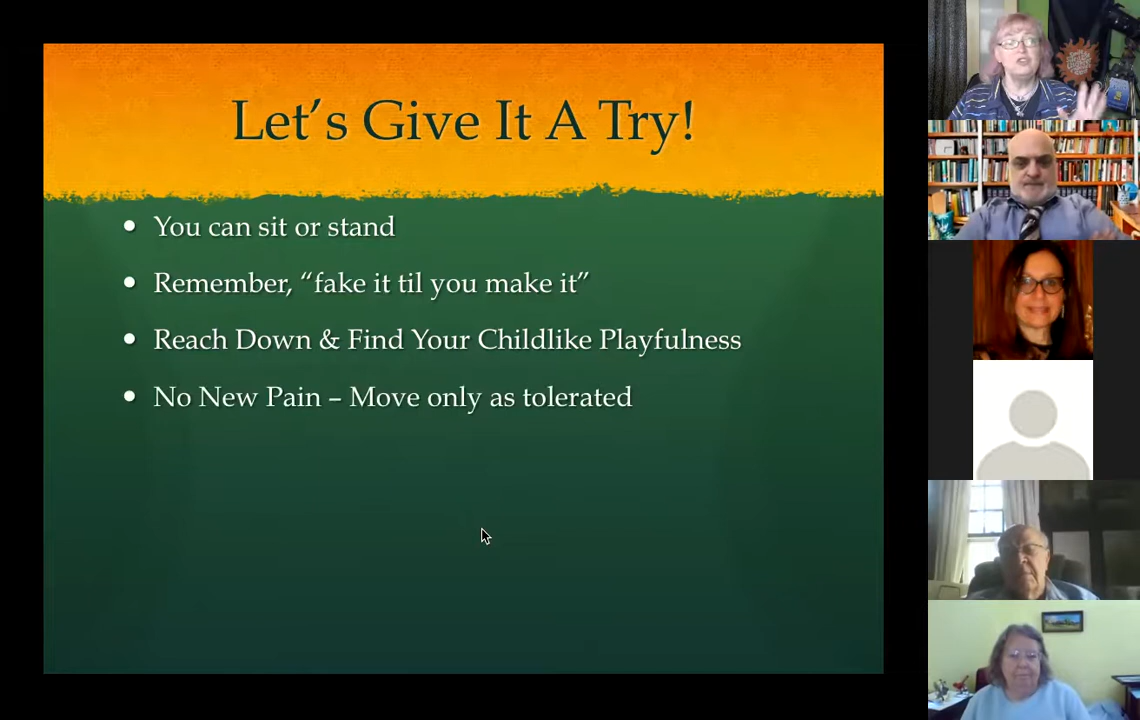 Let’s Give It A Try!
You can sit or stand
Remember, “fake it til you make it”
Reach Down & Find Your Childlike Playfulness
No New Pain – Move only as tolerated